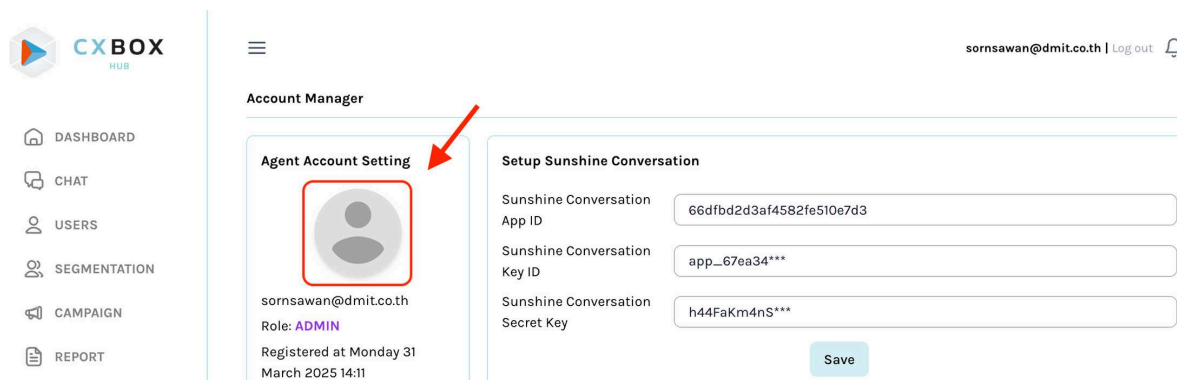 CXBOX
HUB
sornsawan@dmit.co.th | Log out
Account Manager
DASHBOARD
CHAT
USERS
SEGMENTATION
CAMPAIGN
REPORT
Agent Account Setting
sornsawan@dmit.co.th
Role: ADMIN
Registered at Monday 31
March 2025 14:11
Setup Sunshine Conversation
Sunshine Conversation
App ID
66dfbd2d3af4582fe510e7d3
Sunshine Conversation
Key ID
app_67ea34***
Sunshine Conversation
Secret Key
h44FaKm4nS***
Save